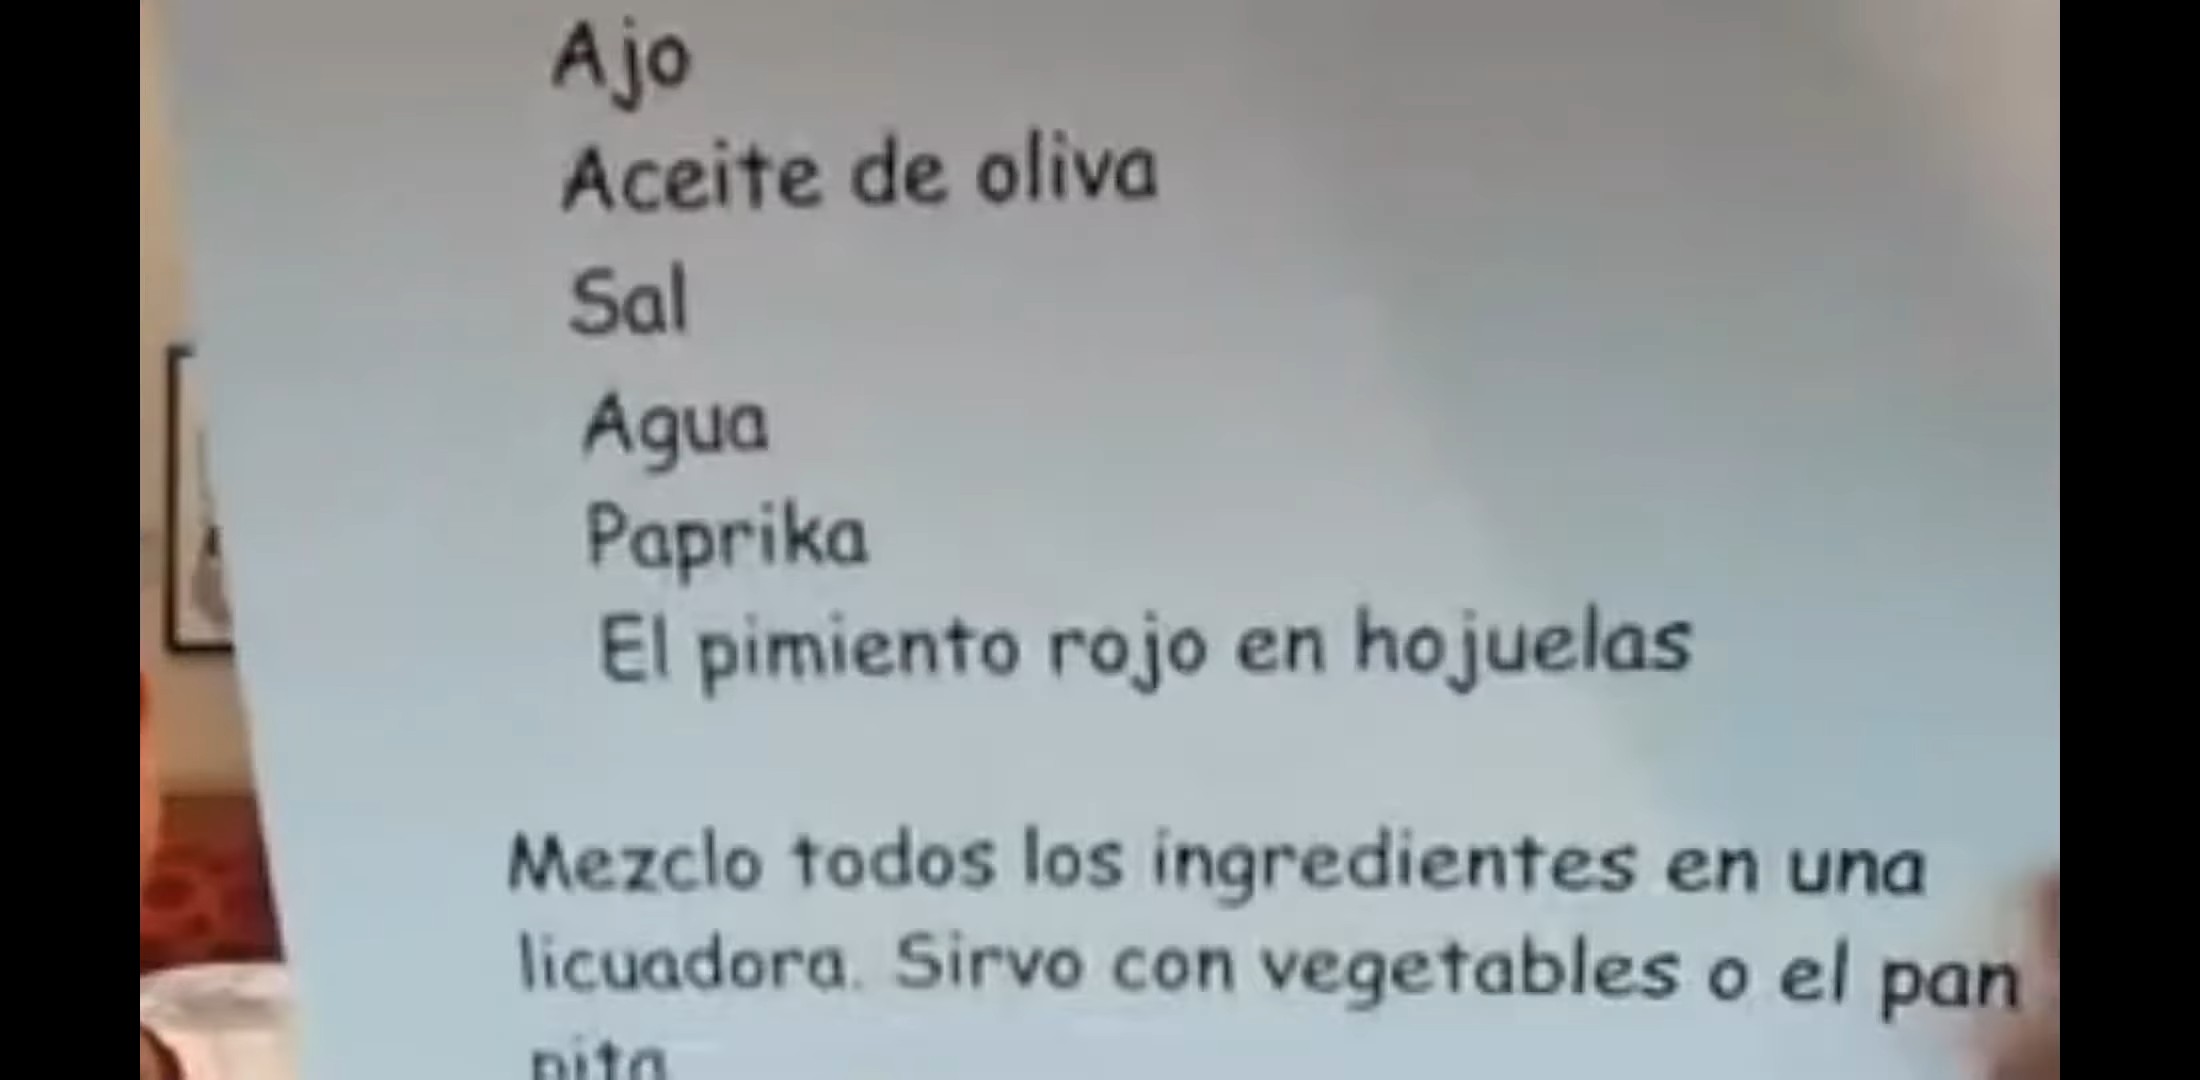 Ajo
Aceite de oliva
Sal
Agua
Paprika
El pimiento rojo en hojuelas
Mezclo todos los ingredientes en una
licuadora. Sirvo con vegetables o el pan
pita